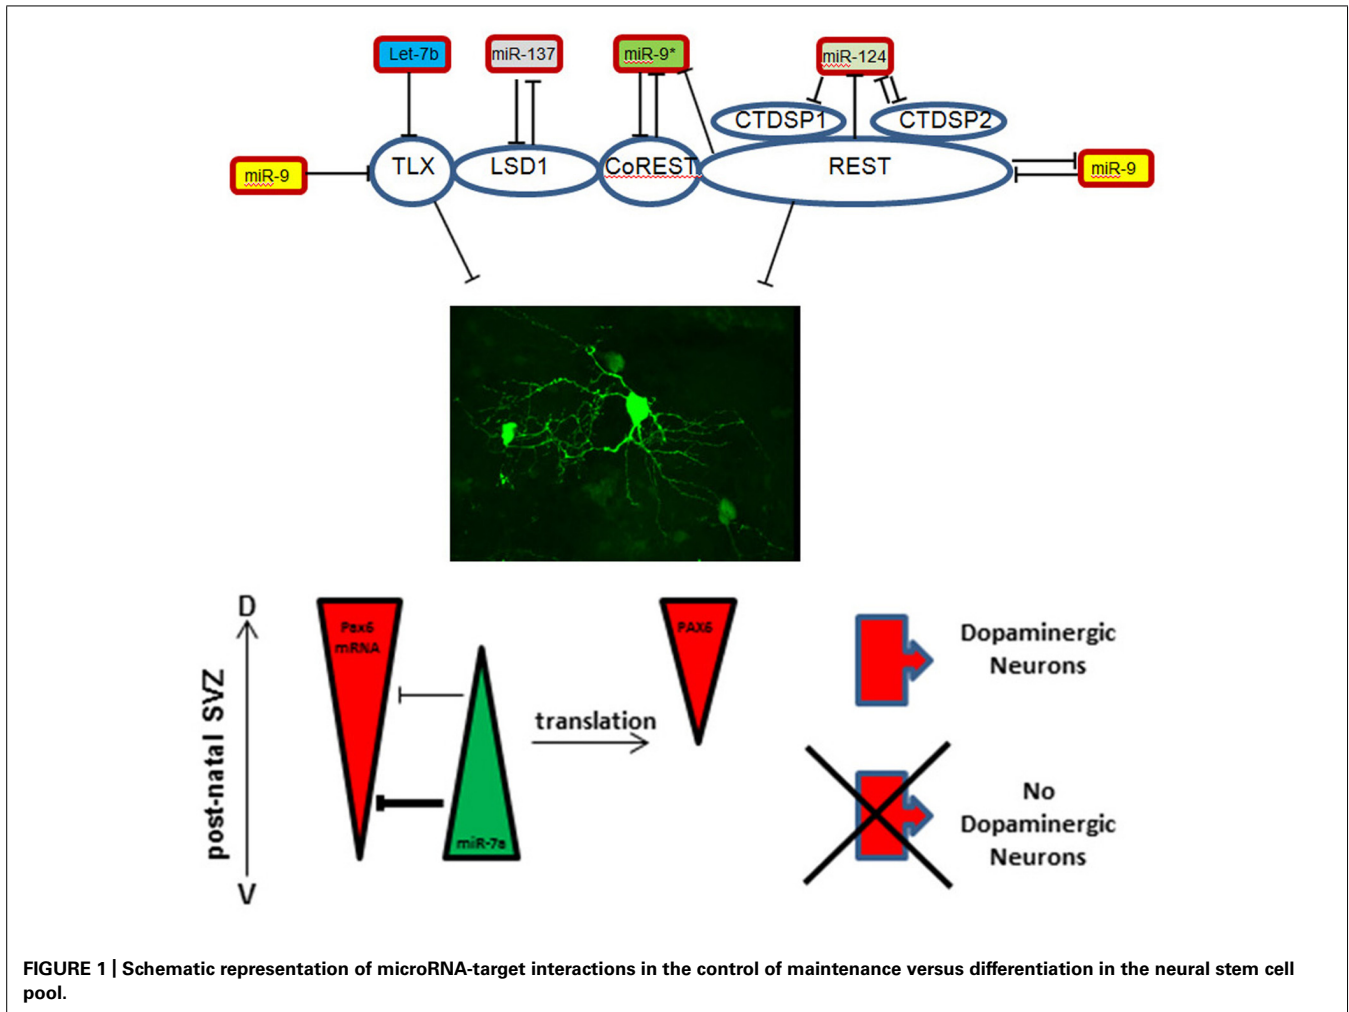 Let-7b
miR-137
miR-9*
miR-124
CTDSP1
CTDSP2
miR-9
TLX
LSD1
CoREST
REST
miR-9
D
post-natal SVZ
V
Pax6
mRNA
miR-7a
translation
PAX6
Dopaminergic
Neurons
No
Dopaminergic
Neurons
FIGURE 1 | Schematic representation of microRNA-target interactions in the control of maintenance versus differentiation in the neural stem cell
pool.